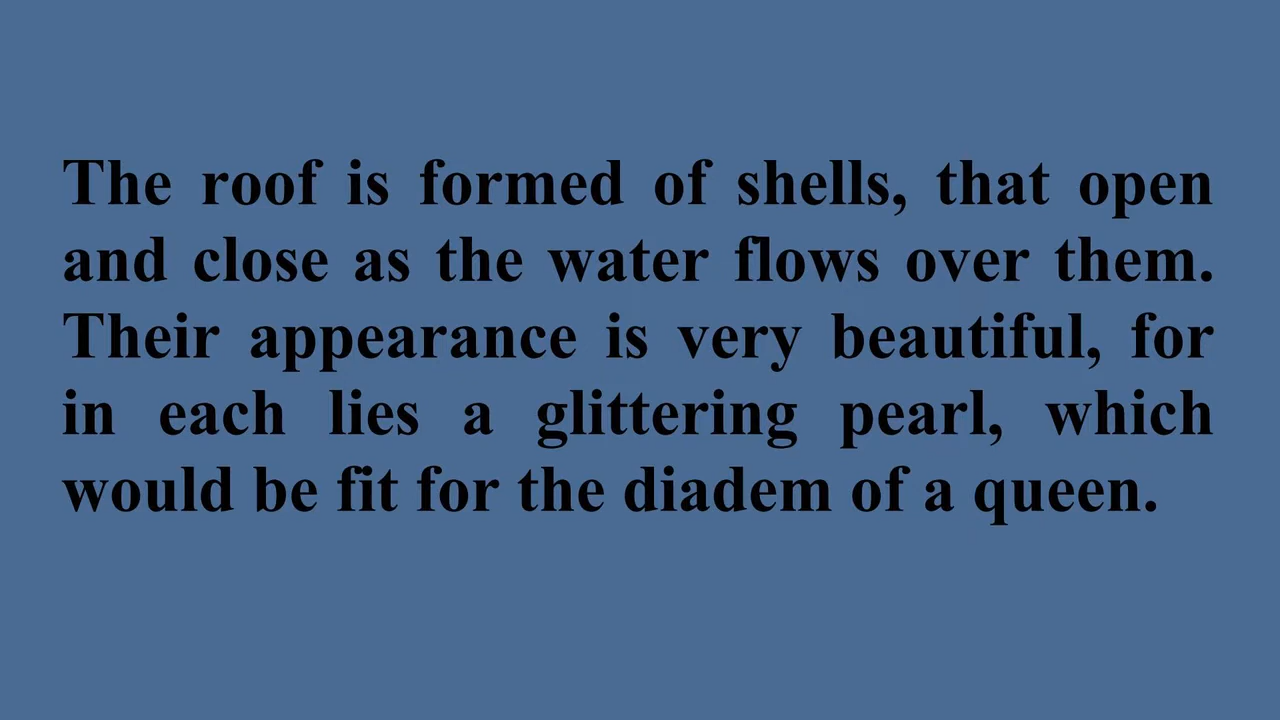 The roof is formed of shells, that open
and close as the water flows over them.
Their appearance is very beautiful, for
in each lies a glittering pearl, which
would be fit for the diadem of a queen.